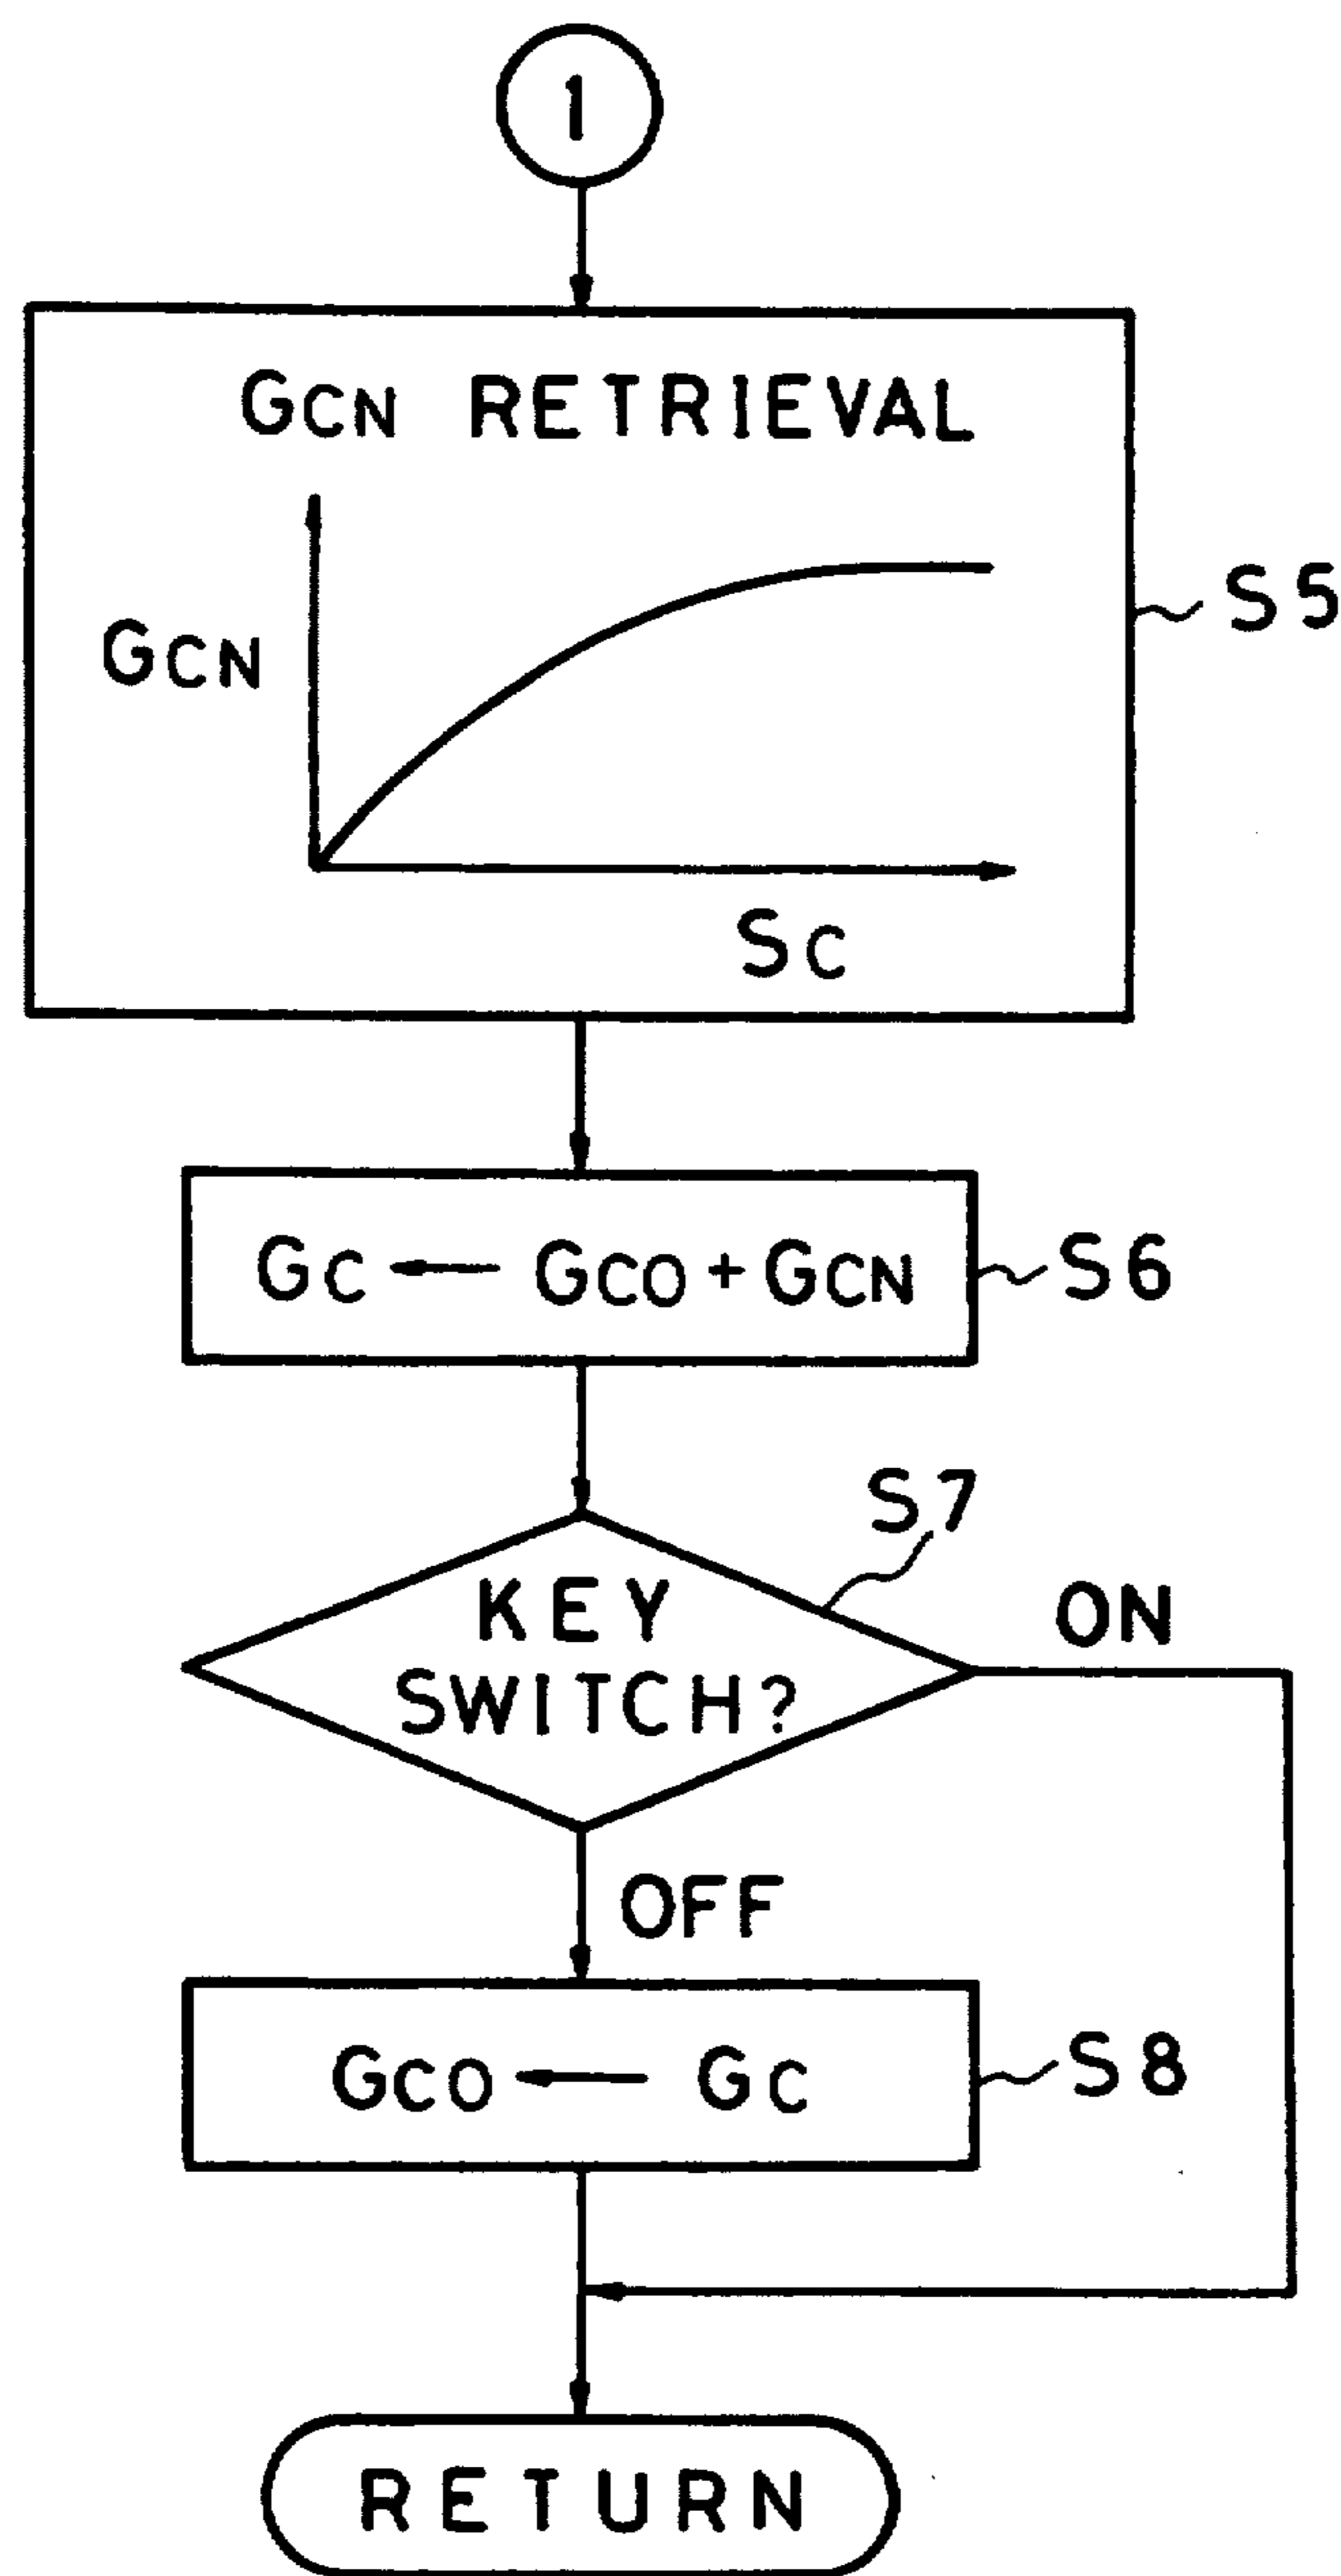 1
GCN RETRIEVAL
GCN
SC
S5
GC ← GCO + GCN
S6
S7
KEY
SWITCH?
ON
OFF
GCO ← GC
S8
RETURN